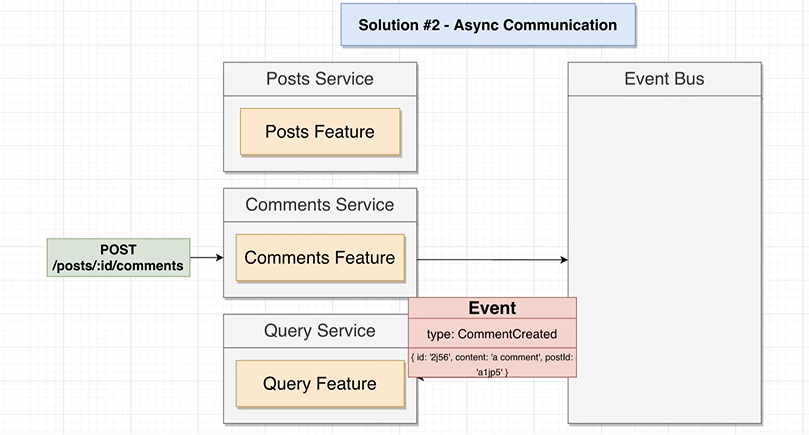 Solution #2 - Async Communication
Posts Service
Event Bus
Posts Feature
Comments Service
POST
/posts/:id/comments
Comments Feature
Event
type: CommentCreated
{ id: '2j56', content: 'a comment', postId:
'a1jp5' }
Query Service
Query Feature